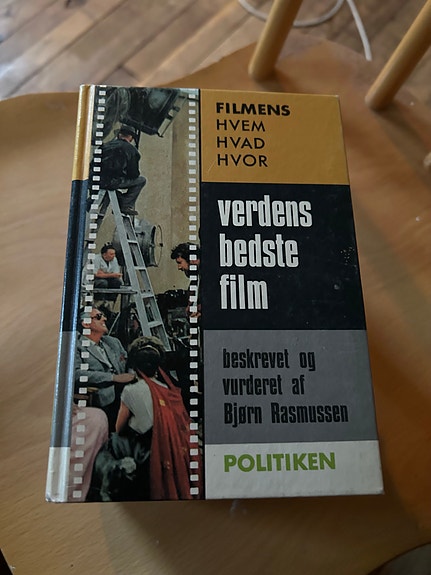 FILMENS
HVEM
HVAD
HVOR
verdens
bedste
film
beskrevet og
vurderet af
Bjørn Rasmussen
POLITIKEN